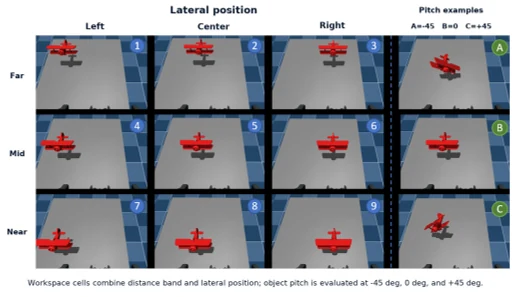 Lateral position
Pitch examples
Left Center Right A=-45 B=0 C=+45
Far 1 2 3 A
Mid 4 5 6 B
Near 7 8 9 C
Workspace cells combine distance band and lateral position; object pitch is evaluated at -45 deg, 0 deg, and +45 deg.